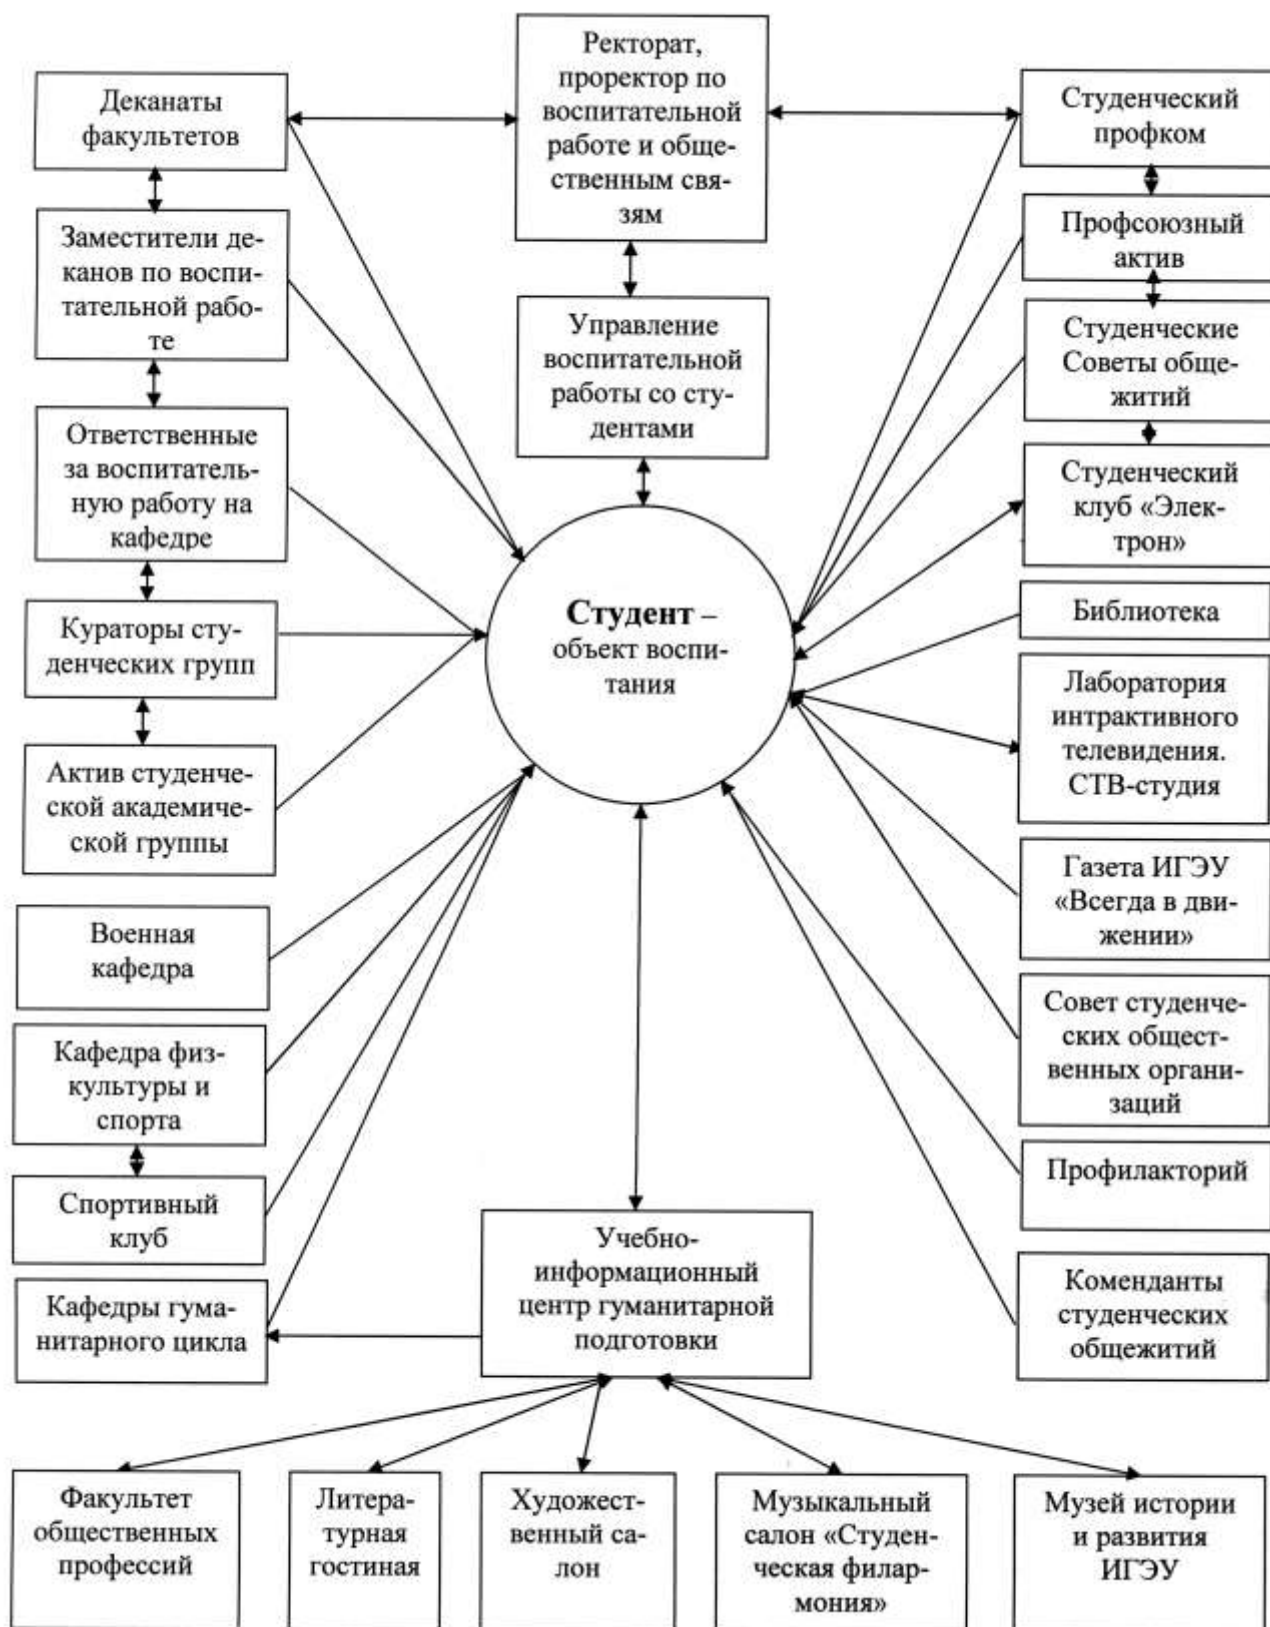 Ректорат,
проректор по
воспитательной
работе и обще-
ственным свя-
зям
Деканаты
факультетов
Студенческий
профком
Заместители де-
канов по воспи-
тательной рабо-
те
Управление
воспитательной
работы со сту-
дентами
Профсоюзный
актив
Студенческие
Советы обще-
житий
Ответственные
за воспитатель-
ную работу на
кафедре
Студенческий
клуб «Элек-
трон»
Студент –
объект воспи-
тания
Кураторы сту-
денческих групп
Библиотека
Лаборатория
интрактивного
телевидения.
СТВ-студия
Актив студенче-
ской академиче-
ской группы
Газета ИГЭУ
«Всегда в дви-
жении»
Военная
кафедра
Совет студенче-
ских общест-
венных органи-
заций
Кафедра физ-
культуры и
спорта
Профилакторий
Спортивный
клуб
Учебно-
информационный
центр гуманитарной
подготовки
Коменданты
студенческих
общежитий
Кафедры гума-
нитарного цикла
Факультет
общественных
профессий
Литера-
турная
гостиная
Художест-
венный са-
лон
Музыкальный
салон «Студен-
ческая филар-
мония»
Музей истории
и развития
ИГЭУ